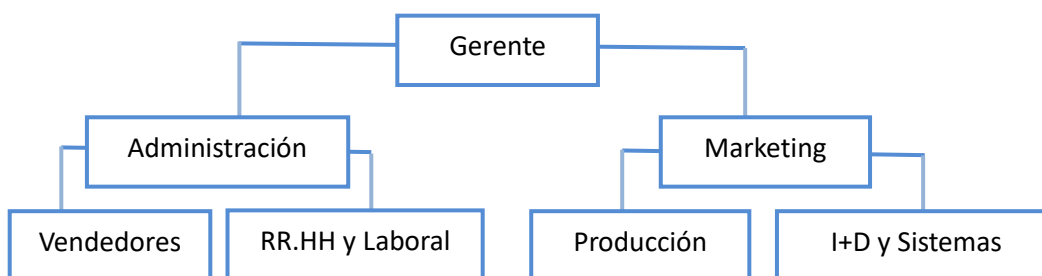 Gerente
Administración
Marketing
Vendedores
RR.HH y Laboral
Producción
I+D y Sistemas